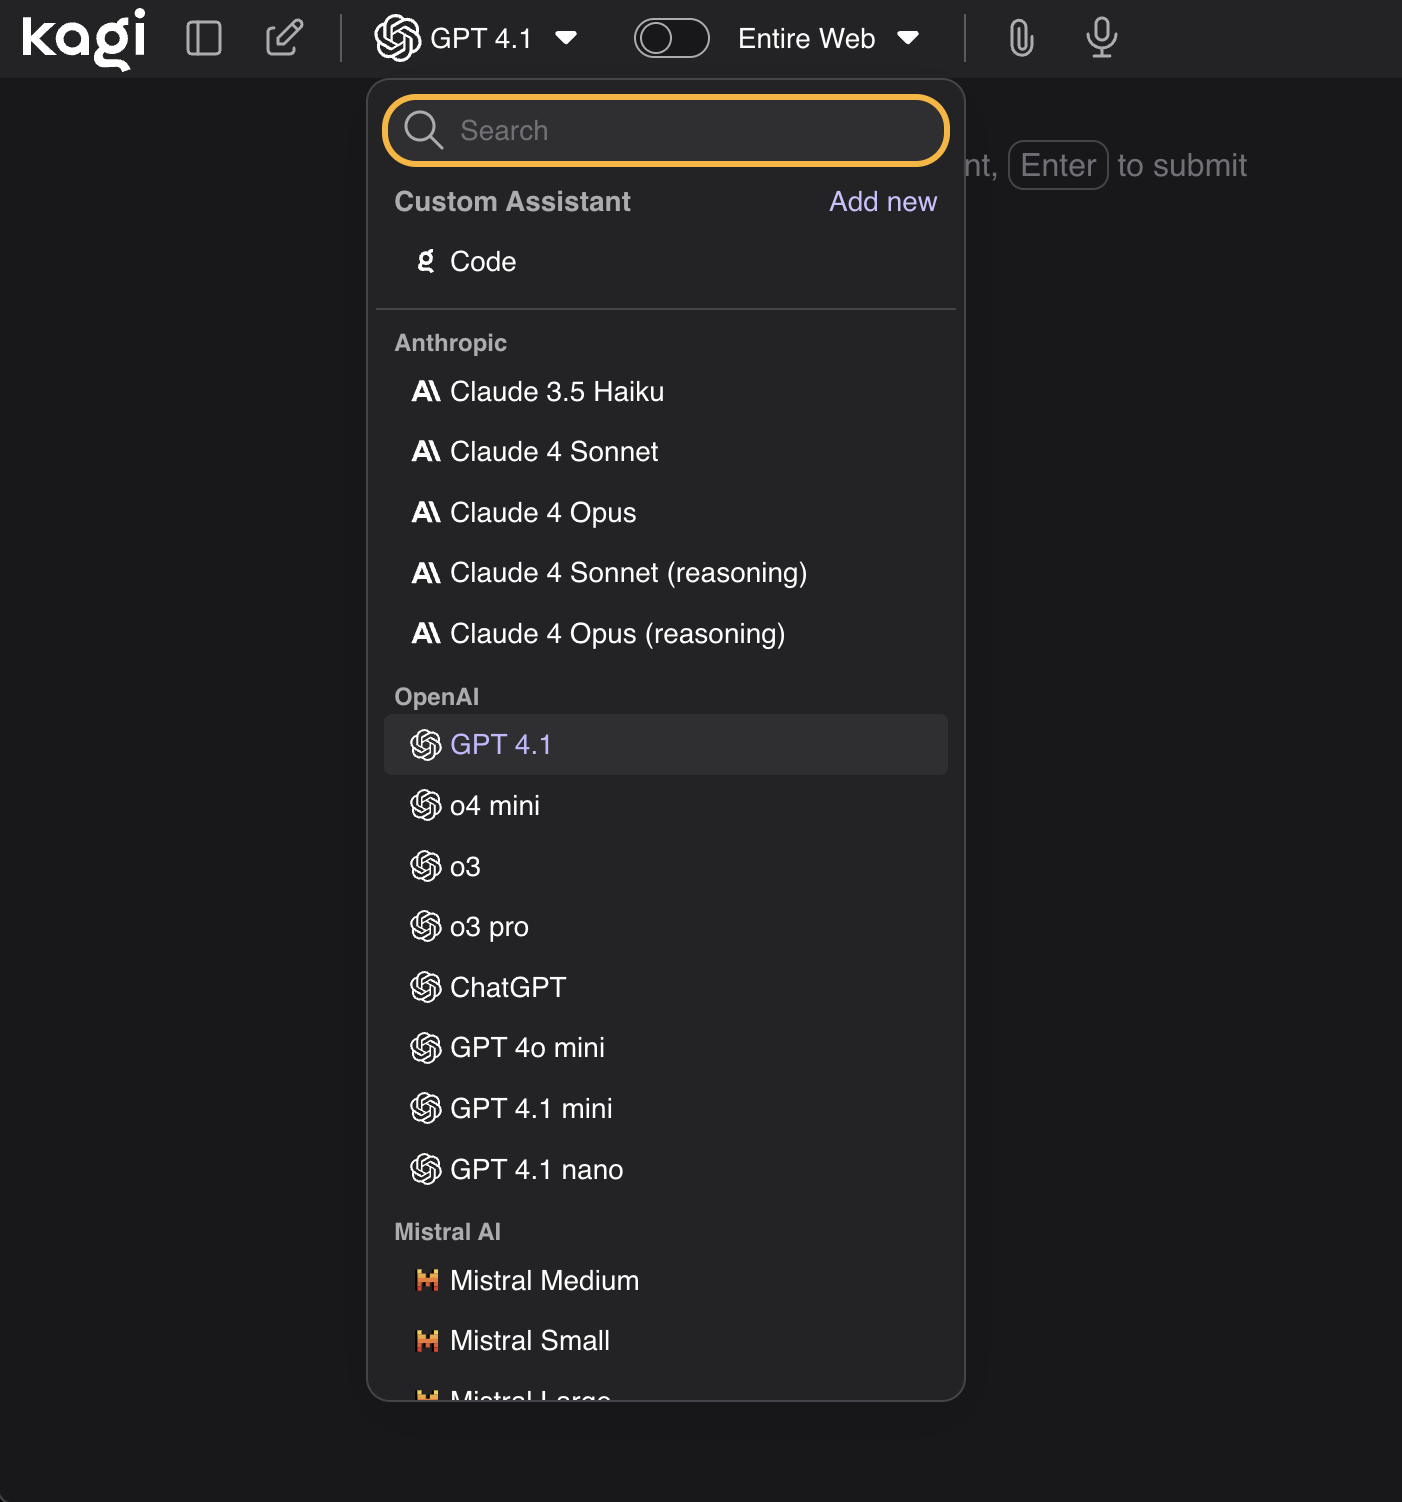 kagi
GPT 4.1
Entire Web
Search
nt, Enter to submit
Custom Assistant
Add new
Code
Anthropic
Claude 3.5 Haiku
Claude 4 Sonnet
Claude 4 Opus
Claude 4 Sonnet (reasoning)
Claude 4 Opus (reasoning)
OpenAI
GPT 4.1
o4 mini
o3
o3 pro
ChatGPT
GPT 4o mini
GPT 4.1 mini
GPT 4.1 nano
Mistral AI
Mistral Medium
Mistral Small
Mistral Large